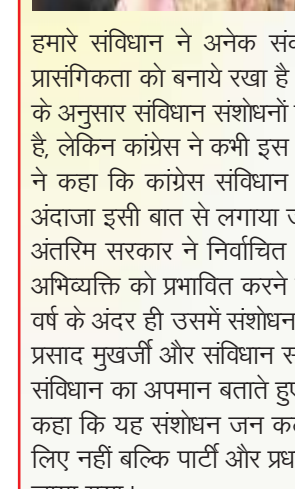 हमारे संविधान ने अनेक
प्रासंगिकता को बनाये रखा है
के अनुसार संविधान संशोधनों
है, लेकिन कांग्रेस ने कभी इस
ने कहा कि कांग्रेस संविधान
अंदाजा इसी बात से लगाया
अंतरिम सरकार ने निर्वाचित
अभिव्यक्ति को प्रभावित करने
वर्ष के अंदर ही उसमें संशोधन
प्रसाद मुखर्जी और संविधान
संविधान का अपमान बताते हुए
कहा कि यह संशोधन जन
लिए नहीं बल्कि पार्टी और